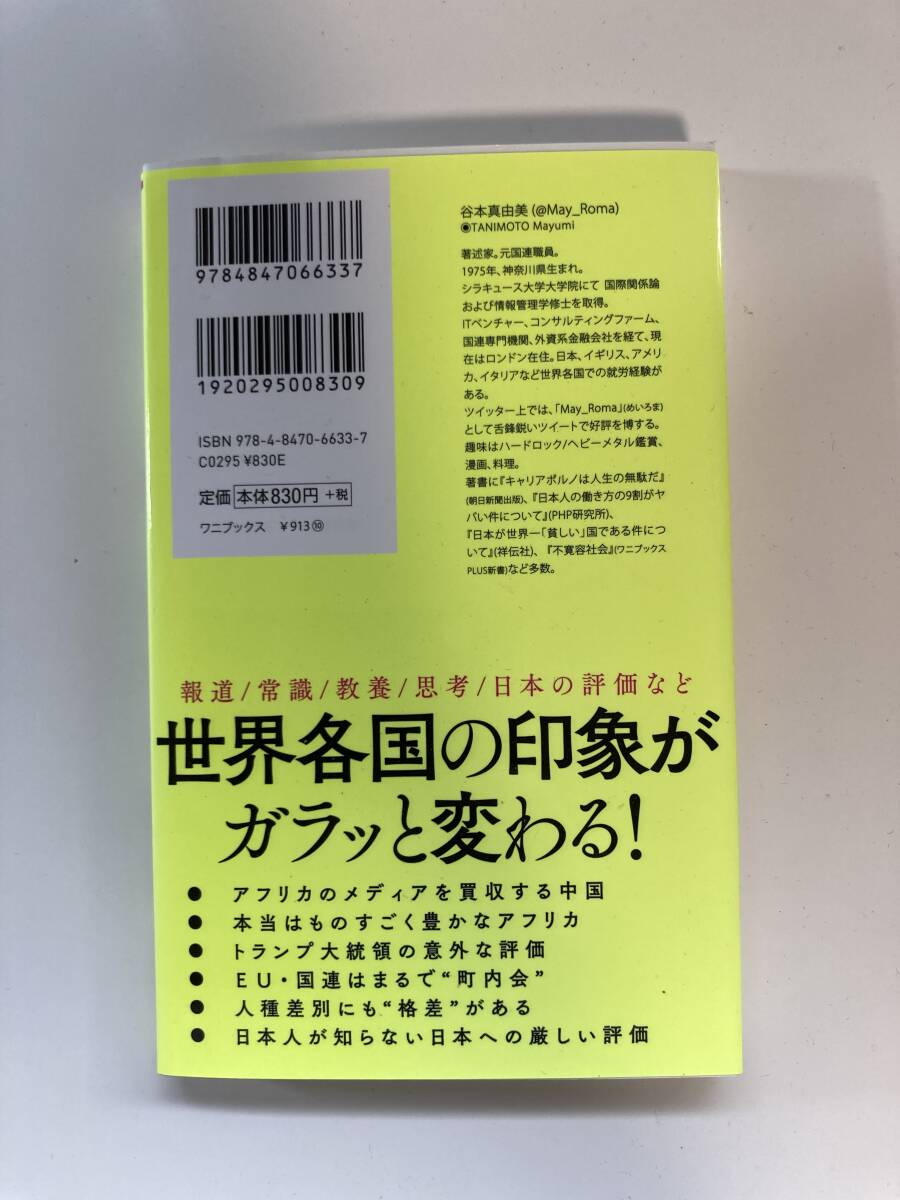 9784847066337
1920295008309
ISBN 978-4-8470-6633-7
C0295 ¥830E
定価 本体830円 +税
ワニブックス ¥913⑩
谷本真由美(@May_Roma)
◉TANIMOTO Mayumi
著述家。元国連職員。
1975年、神奈川県生まれ。
シラキュース大学大学院にて 国際関係論
および情報管理学修士を取得。
ITベンチャー、コンサルティングファーム、
国連専門機関、外資系金融会社を経て、現
在はロンドン在住。日本、イギリス、アメリ
カ、イタリアなど世界各国での就労経験が
ある。
ツイッター上では、「May_Roma」(めいろま)
として舌鋒鋭いツイートで好評を博する。
趣味はハードロック/ヘビーメタル鑑賞、
漫画、料理。
著書に『キャリアポルノは人生の無駄だ』
(朝日新聞出版)、『日本人の働き方の9割がヤ
バい件について』(PHP研究所)、
『日本が世界一「貧しい」国である件につ
いて』(祥伝社)、『不寛容社会』(ワニブックス
PLUS新書)など多数。
報道/常識/教養/思考/日本の評価など
世界各国の印象が
ガラッと変わる!
● アフリカのメディアを買収する中国
● 本当はものすごく豊かなアフリカ
● トランプ大統領の意外な評価
● EU・国連はまるで“町内会”
● 人種差別にも“格差”がある
● 日本人が知らない日本への厳しい評価